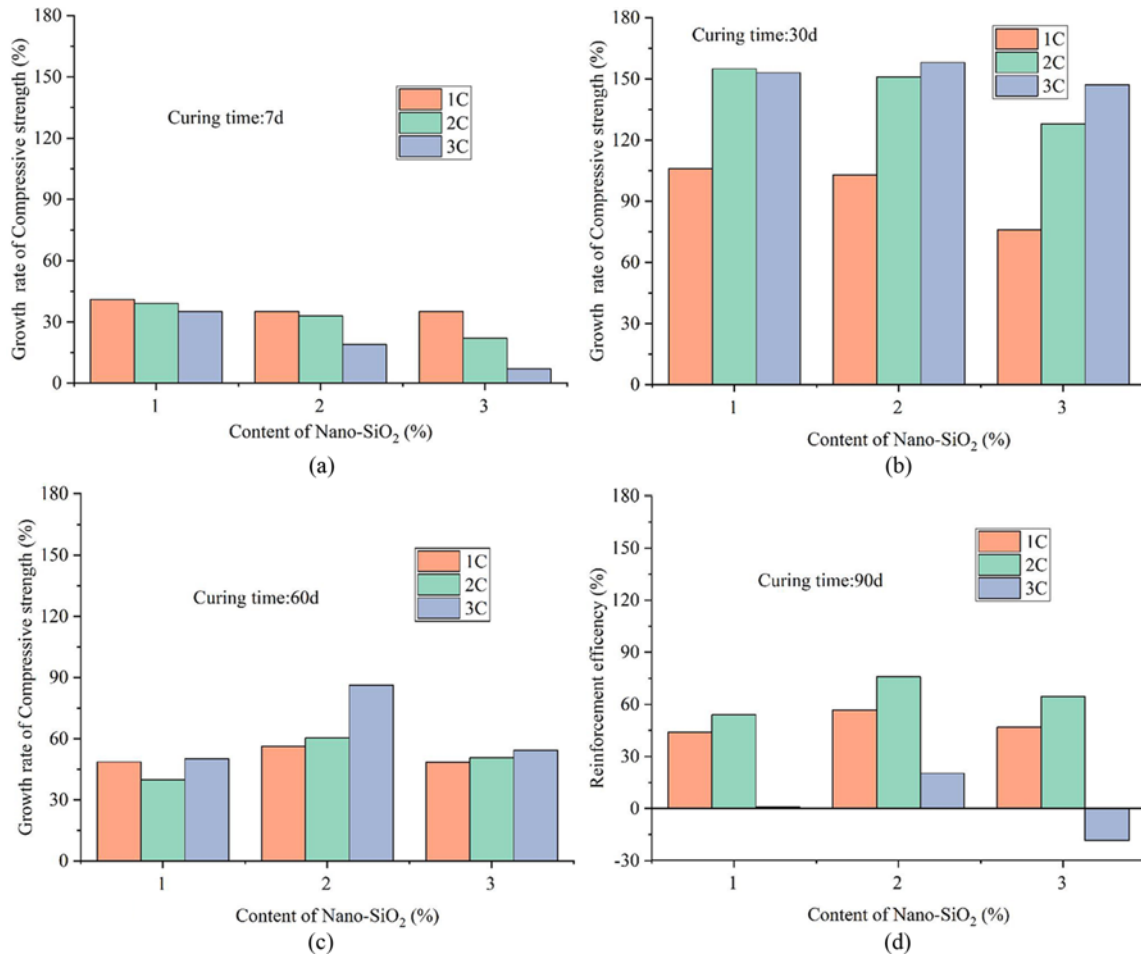 180
150
120
90
60
30
0
Growth rate of Compressive strength (%)
Curing time:7d
1C
2C
3C
1 2 3
Content of Nano-SiO₂ (%)
(a)
180
150
120
90
60
30
0
Growth rate of Compressive strength (%)
Curing time:30d
1C
2C
3C
1 2 3
Content of Nano-SiO₂ (%)
(b)
180
150
120
90
60
30
0
Growth rate of Compressive strength (%)
Curing time:60d
1C
2C
3C
1 2 3
Content of Nano-SiO₂ (%)
(c)
180
150
120
90
60
30
0
-30
Reinforcement efficency (%)
Curing time:90d
1C
2C
3C
1 2 3
Content of Nano-SiO₂ (%)
(d)